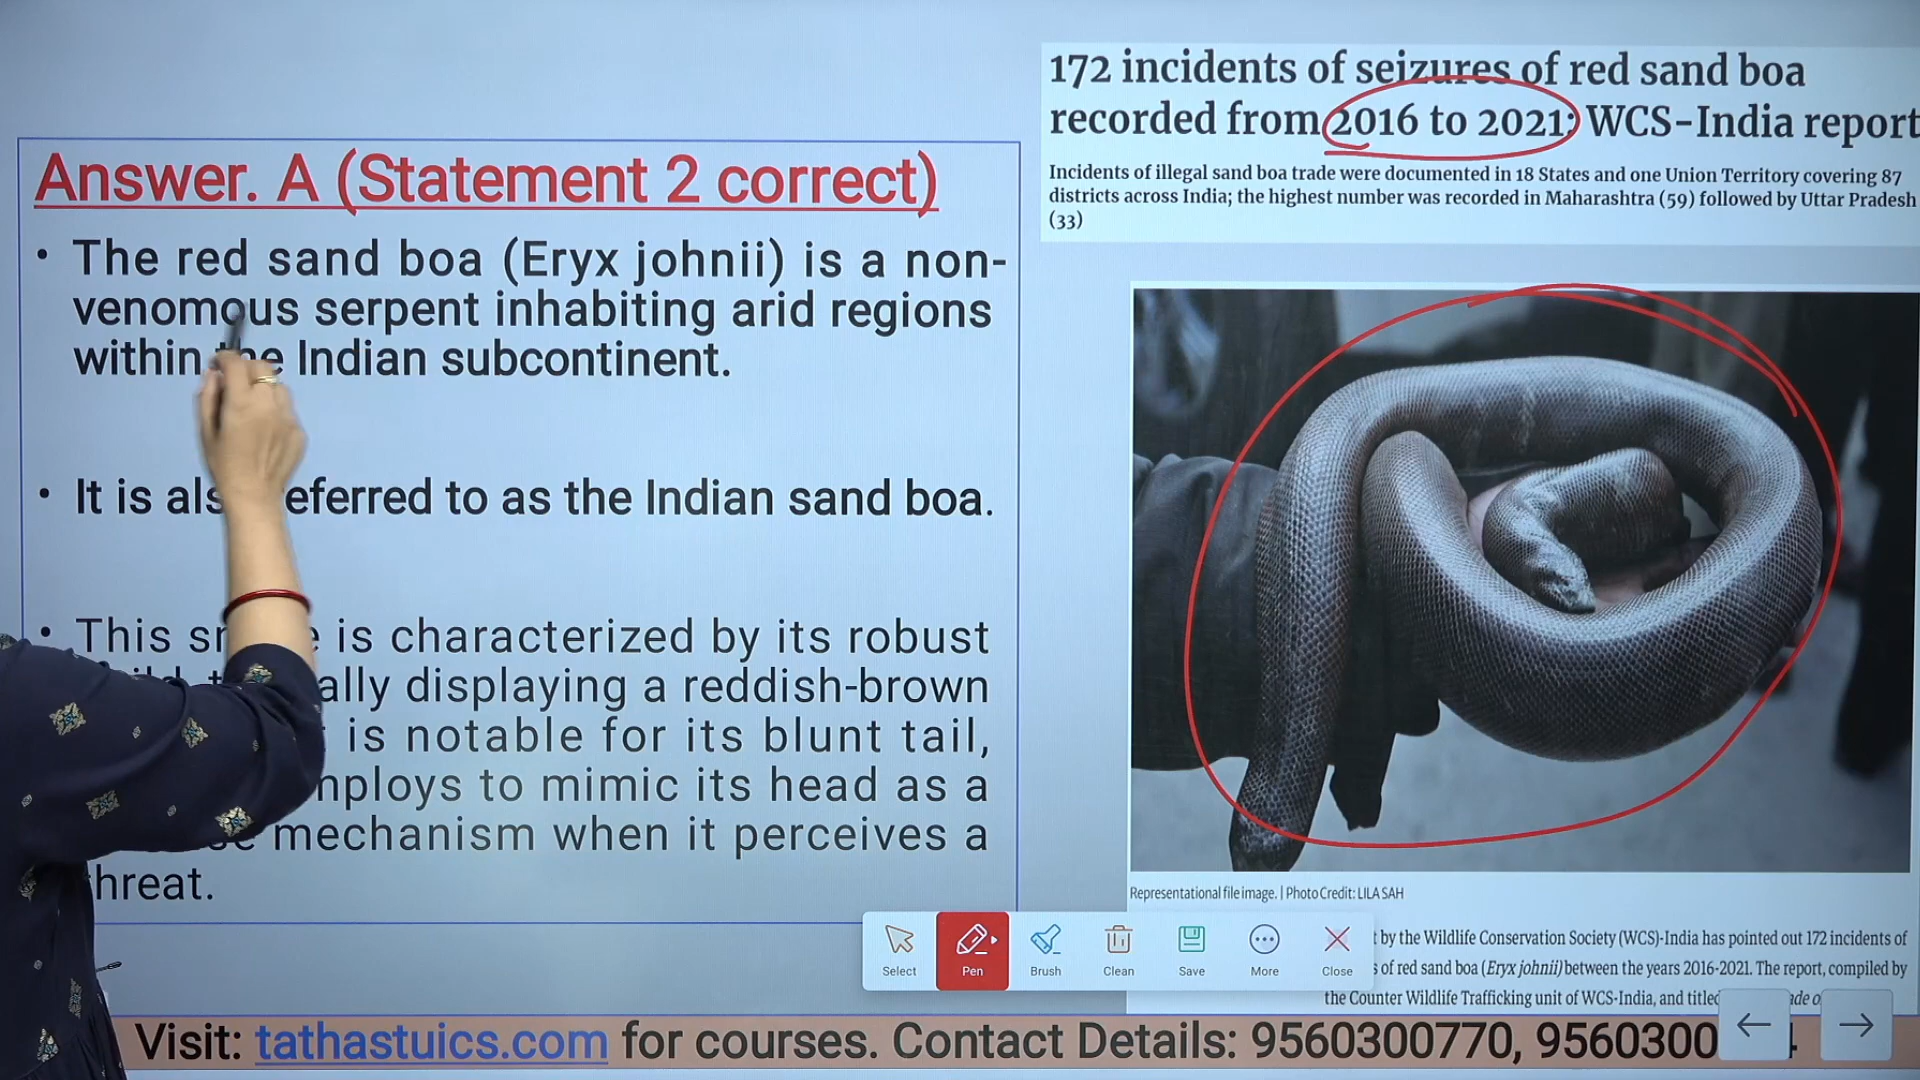 172 incidents of seizures of red sand boa
recorded from 2016 to 2021: WCS-India report
Incidents of illegal sand boa trade were documented in 18 States and one Union Territory covering 87
districts across India; the highest number was recorded in Maharashtra (59) followed by Uttar Pradesh
(33)
Answer. A (Statement 2 correct)
• The red sand boa (Eryx johnii) is a non-
venomous serpent inhabiting arid regions
within the Indian subcontinent.
• It is also referred to as the Indian sand boa.
• This is characterized by its robust
displaying a reddish-brown
is notable for its blunt tail,
to mimic its head as a
mechanism when it perceives a
threat.
Representational file image. | Photo Credit: LILA SAH
by the Wildlife Conservation Society (WCS)-India has pointed out 172 incidents of
of red sand boa (Eryx johnii) between the years 2016-2021. The report, compiled by
the Counter Wildlife Trafficking unit of WCS-India, and
Select
Pen
Brush
Clean
Save
More
Close
Visit: tathastuics.com for courses. Contact Details: 9560300770, 9560300